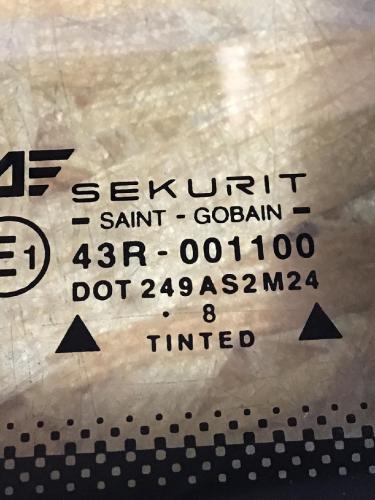 SEKURIT
- SAINT - GOBAIN -
E1
43R - 001100
DOT 249 AS2 M24
. 8
TINTED